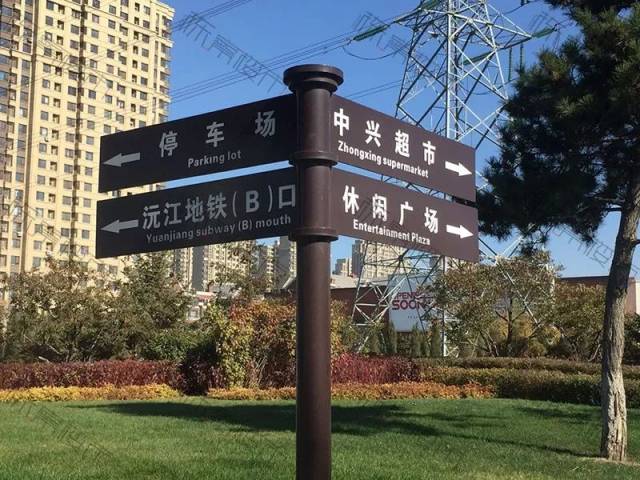 停车场
Parking lot
沅江地铁(B)口
Yuanjiang subway (B) mouth
中兴超市
Zhongxing supermarket
休闲广场
Entertainment Plaza